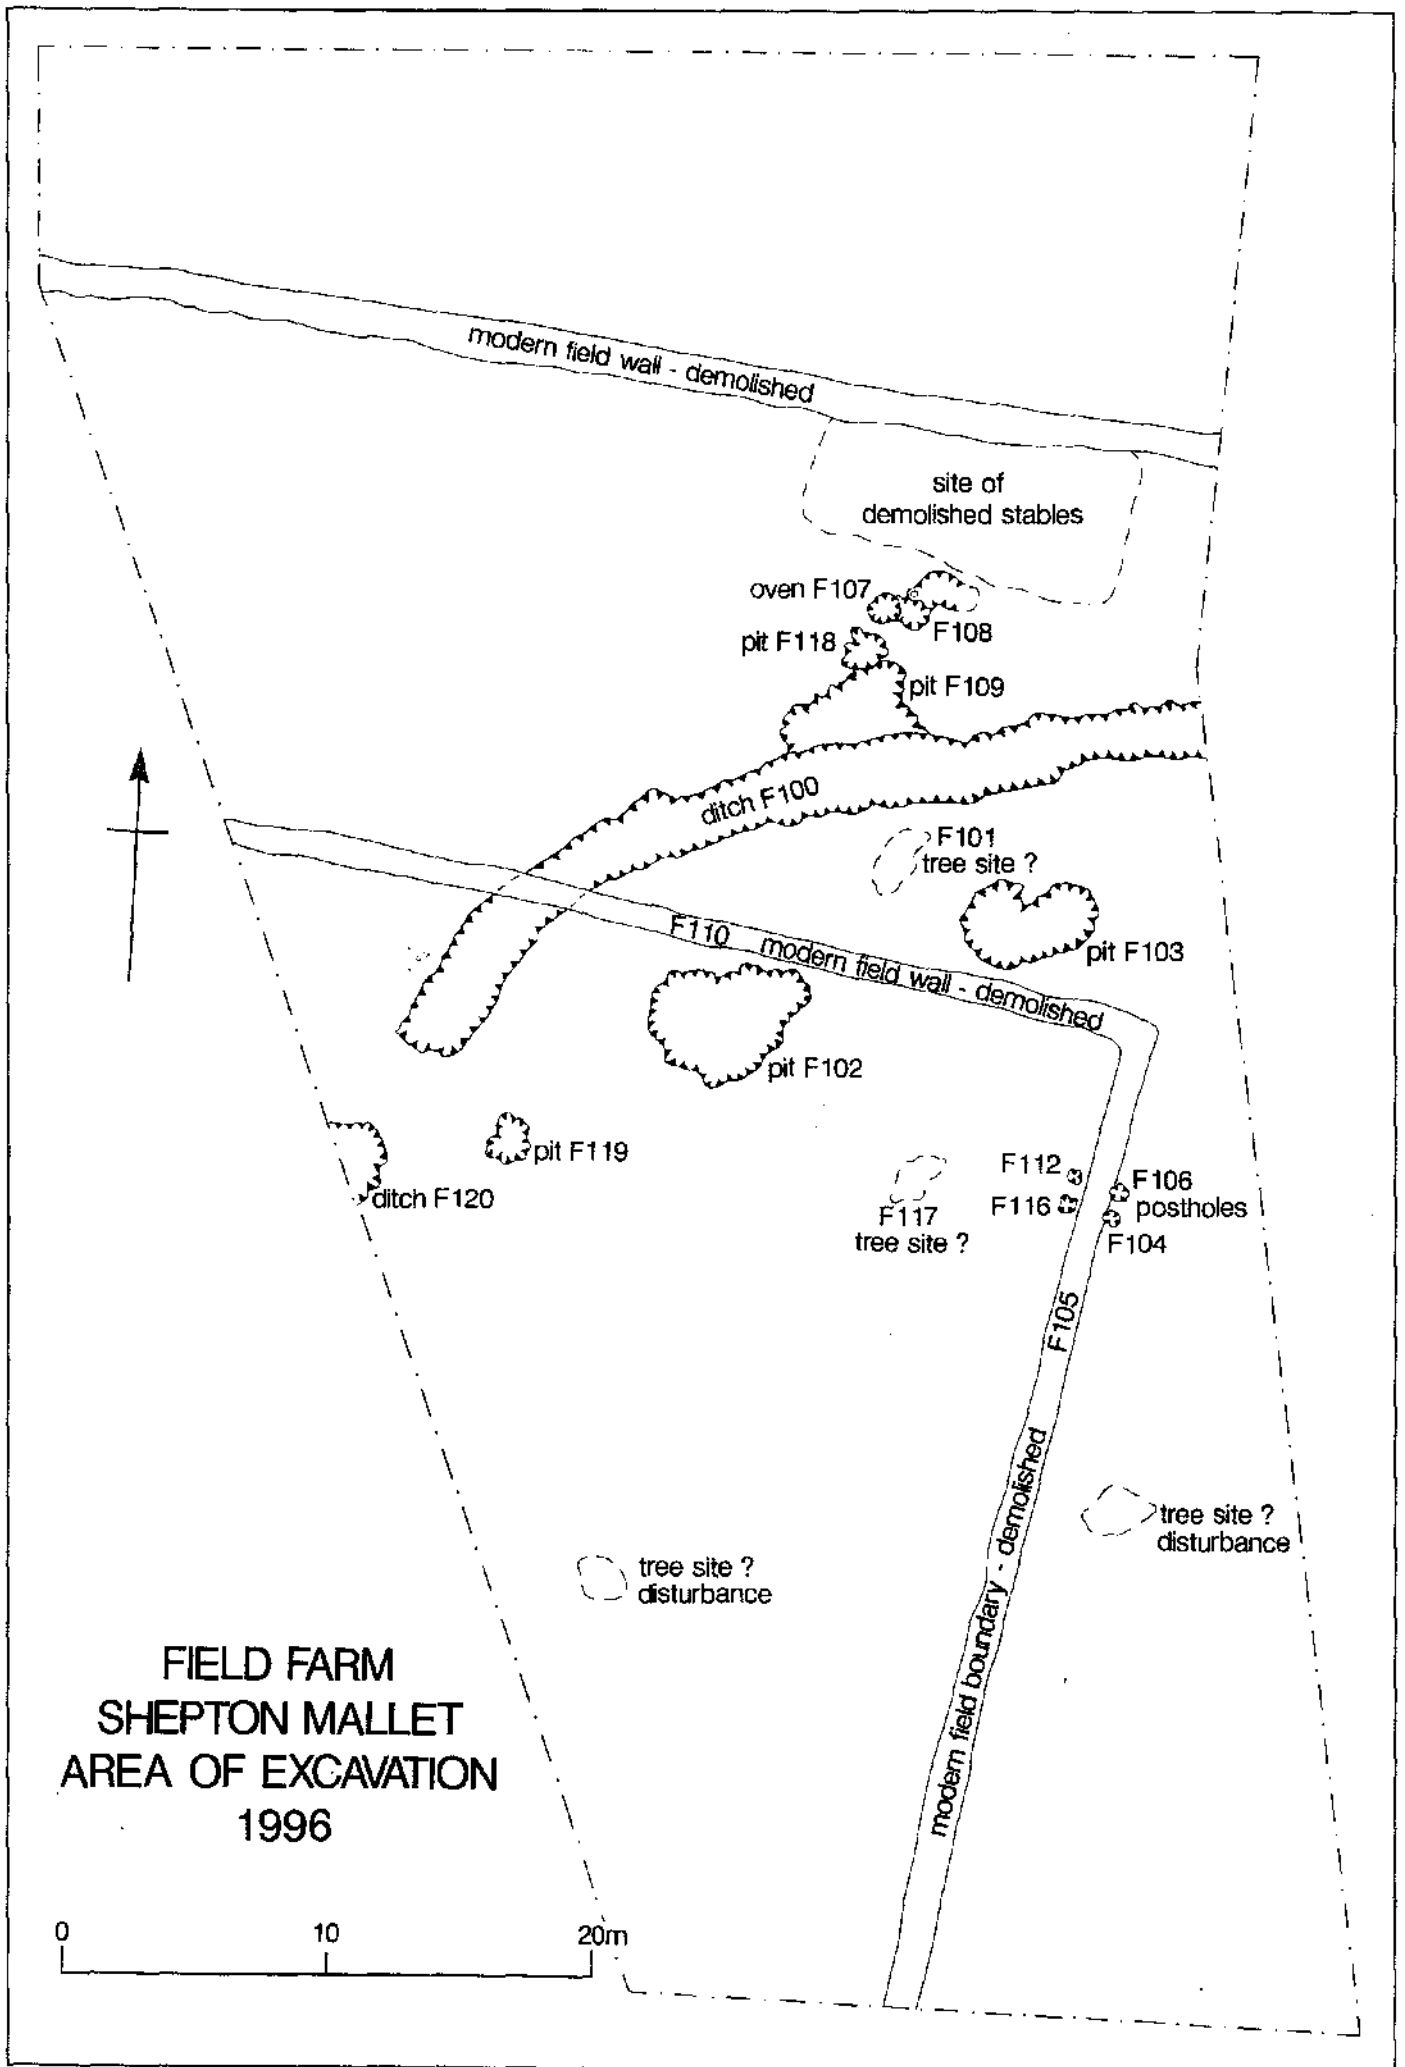 modern field wall - demolished
site of
demolished stables
oven F107
F108
pit F118
pit F109
ditch F100
F101
tree site ?
F110 modern field wall - demolished
pit F103
pit F102
pit F119
ditch F120
F112
F116
F106
postholes
F104
F117
tree site ?
F105
modern field boundary - demolished
tree site ?
disturbance
tree site ?
disturbance
FIELD FARM
SHEPTON MALLET
AREA OF EXCAVATION
1996
0 10 20m